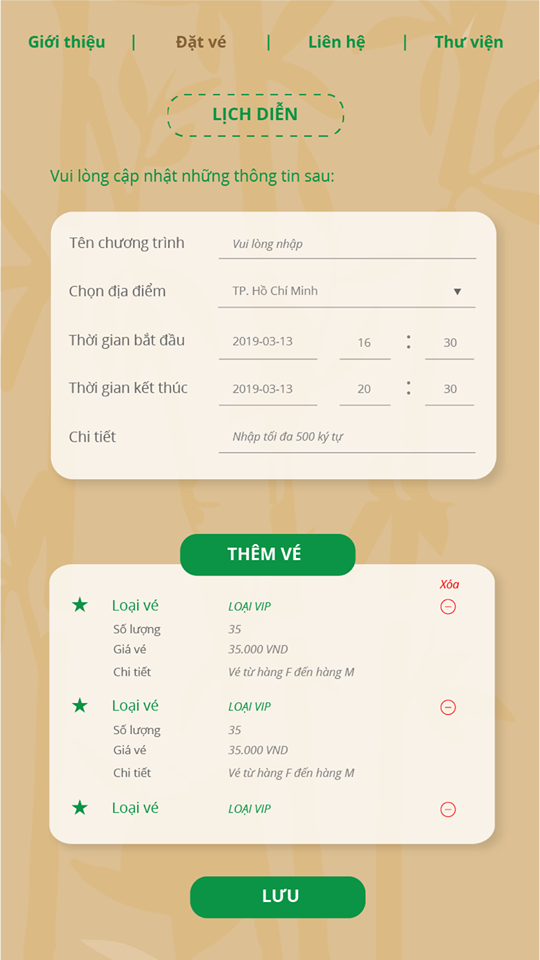 Giới thiệu | Đặt vé | Liên hệ | Thư viện
LỊCH DIỄN
Vui lòng cập nhật những thông tin sau:
Tên chương trình Vui lòng nhập
Chọn địa điểm TP. Hồ Chí Minh
Thời gian bắt đầu 2019-03-13 16 : 30
Thời gian kết thúc 2019-03-13 20 : 30
Chi tiết Nhập tối đa 500 ký tự
THÊM VÉ
Xóa
Loại vé LOẠI VIP
Số lượng 35
Giá vé 35.000 VND
Chi tiết Vé từ hàng F đến hàng M
Loại vé LOẠI VIP
Số lượng 35
Giá vé 35.000 VND
Chi tiết Vé từ hàng F đến hàng M
Loại vé LOẠI VIP
LƯU